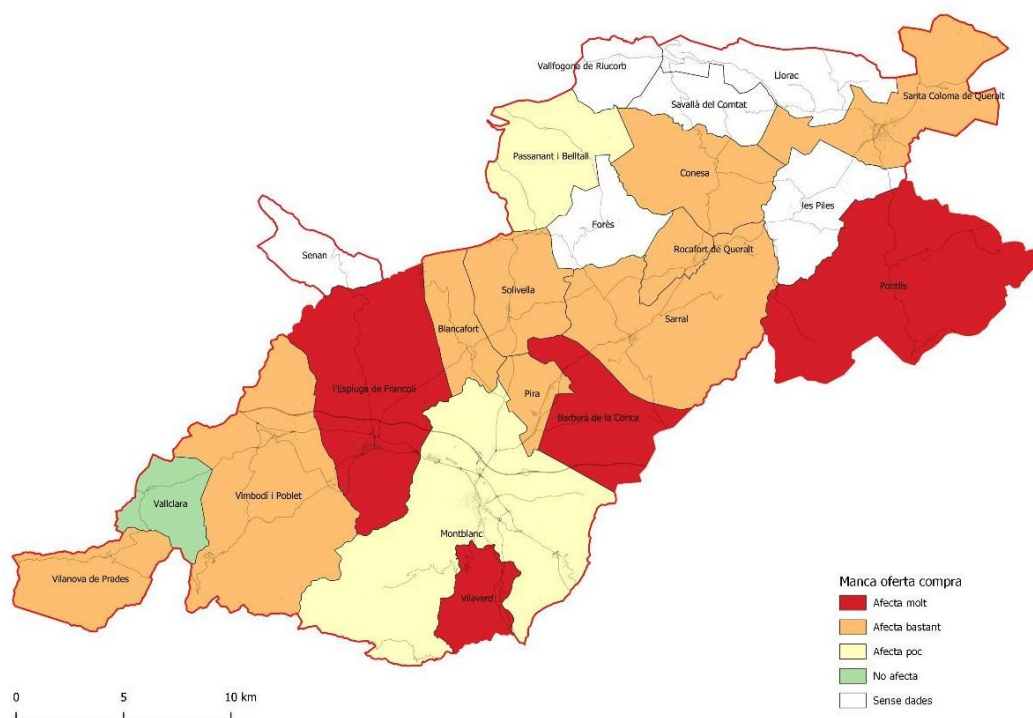 Vallfogona de Riucorb
Llorac
Savallà del Comtat
Santa Coloma de Queralt
Passanant i Belltall
Conesa
les Piles
Forès
Rocafort de Queralt
Senan
Pontils
Solivella
Blancafort
Sarral
l'Espluga de Francolí
Pira
Barberà de la Conca
Vallclara
Vimbodí i Poblet
Montblanc
Vilanova de Prades
Vilaverd
Manca oferta compra
Afecta molt
Afecta bastant
Afecta poc
No afecta
Sense dades
0 5 10 km